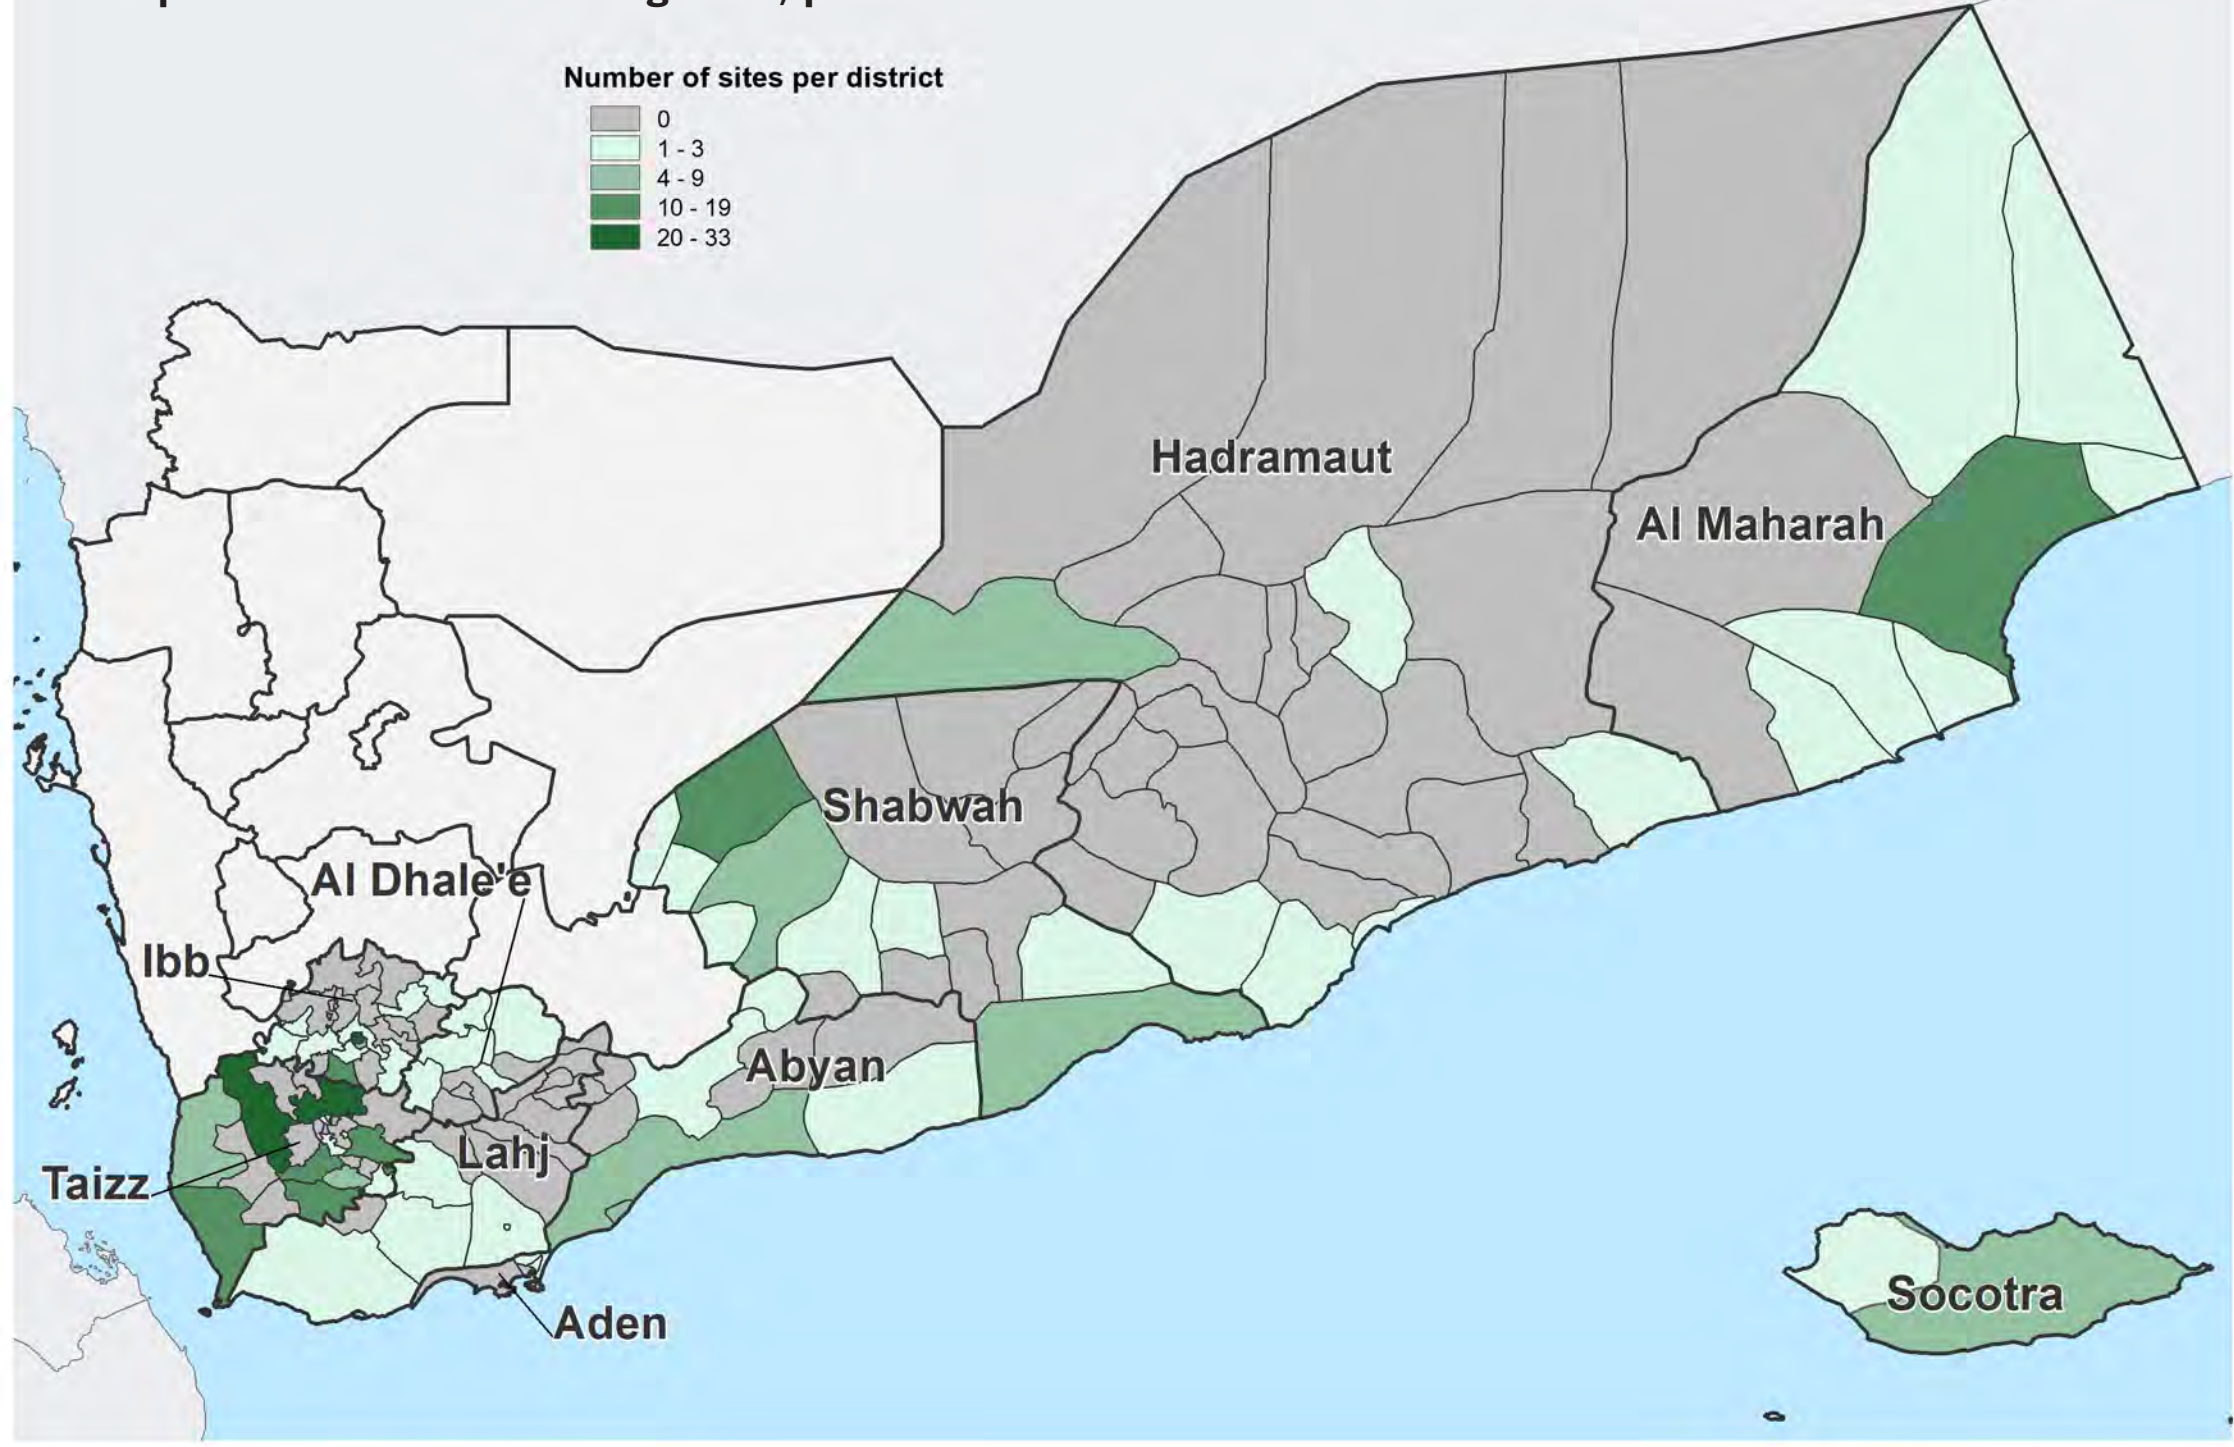 Number of sites per district
0
1 - 3
4 - 9
10 - 19
20 - 33
Hadramaut
Al Maharah
Shabwah
Al Dhale'e
Ibb
Abyan
Lahj
Taizz
Socotra
Aden